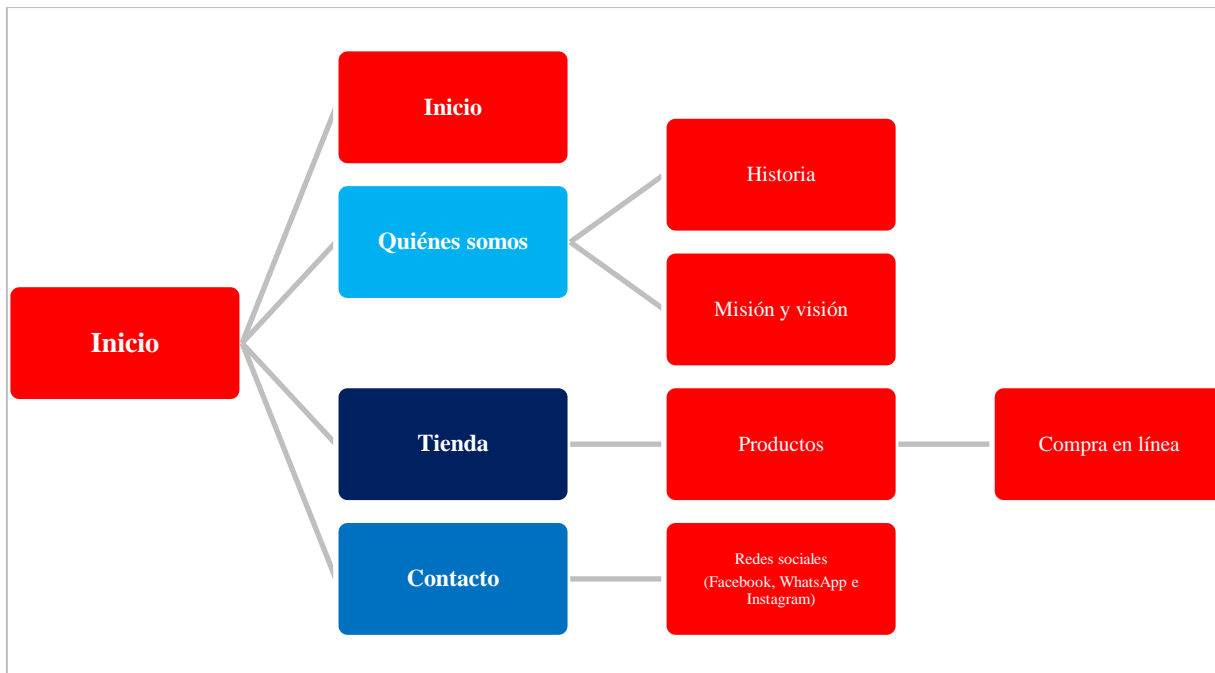 Inicio
Inicio
Quiénes somos
Historia
Misión y visión
Tienda
Productos
Compra en línea
Contacto
Redes sociales
(Facebook, WhatsApp e
Instagram)